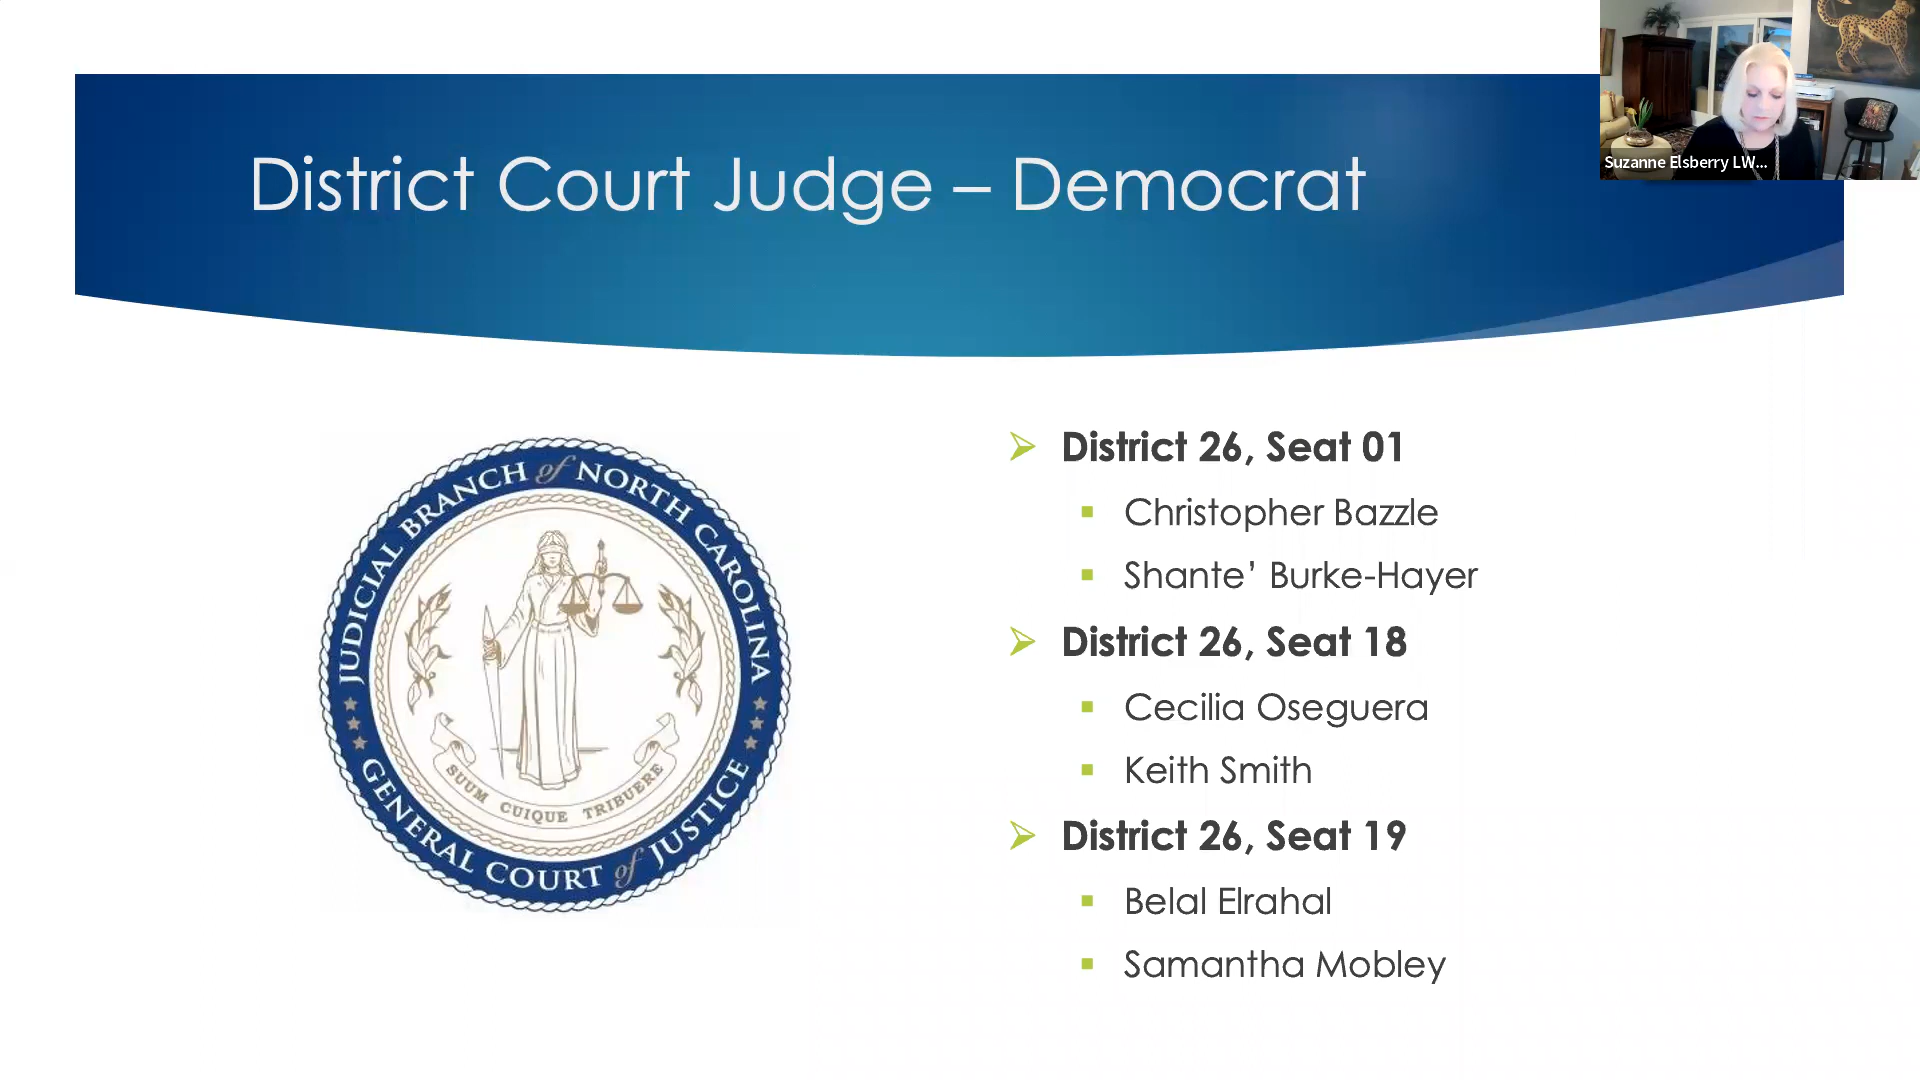 Suzanne Elsberry LW...
District Court Judge – Democrat
JUDICIAL BRANCH of NORTH CAROLINA
SUUM CUIQUE TRIBUERE
GENERAL COURT of JUSTICE
District 26, Seat 01
Christopher Bazzle
Shante’ Burke-Hayer
District 26, Seat 18
Cecilia Oseguera
Keith Smith
District 26, Seat 19
Belal Elrahal
Samantha Mobley